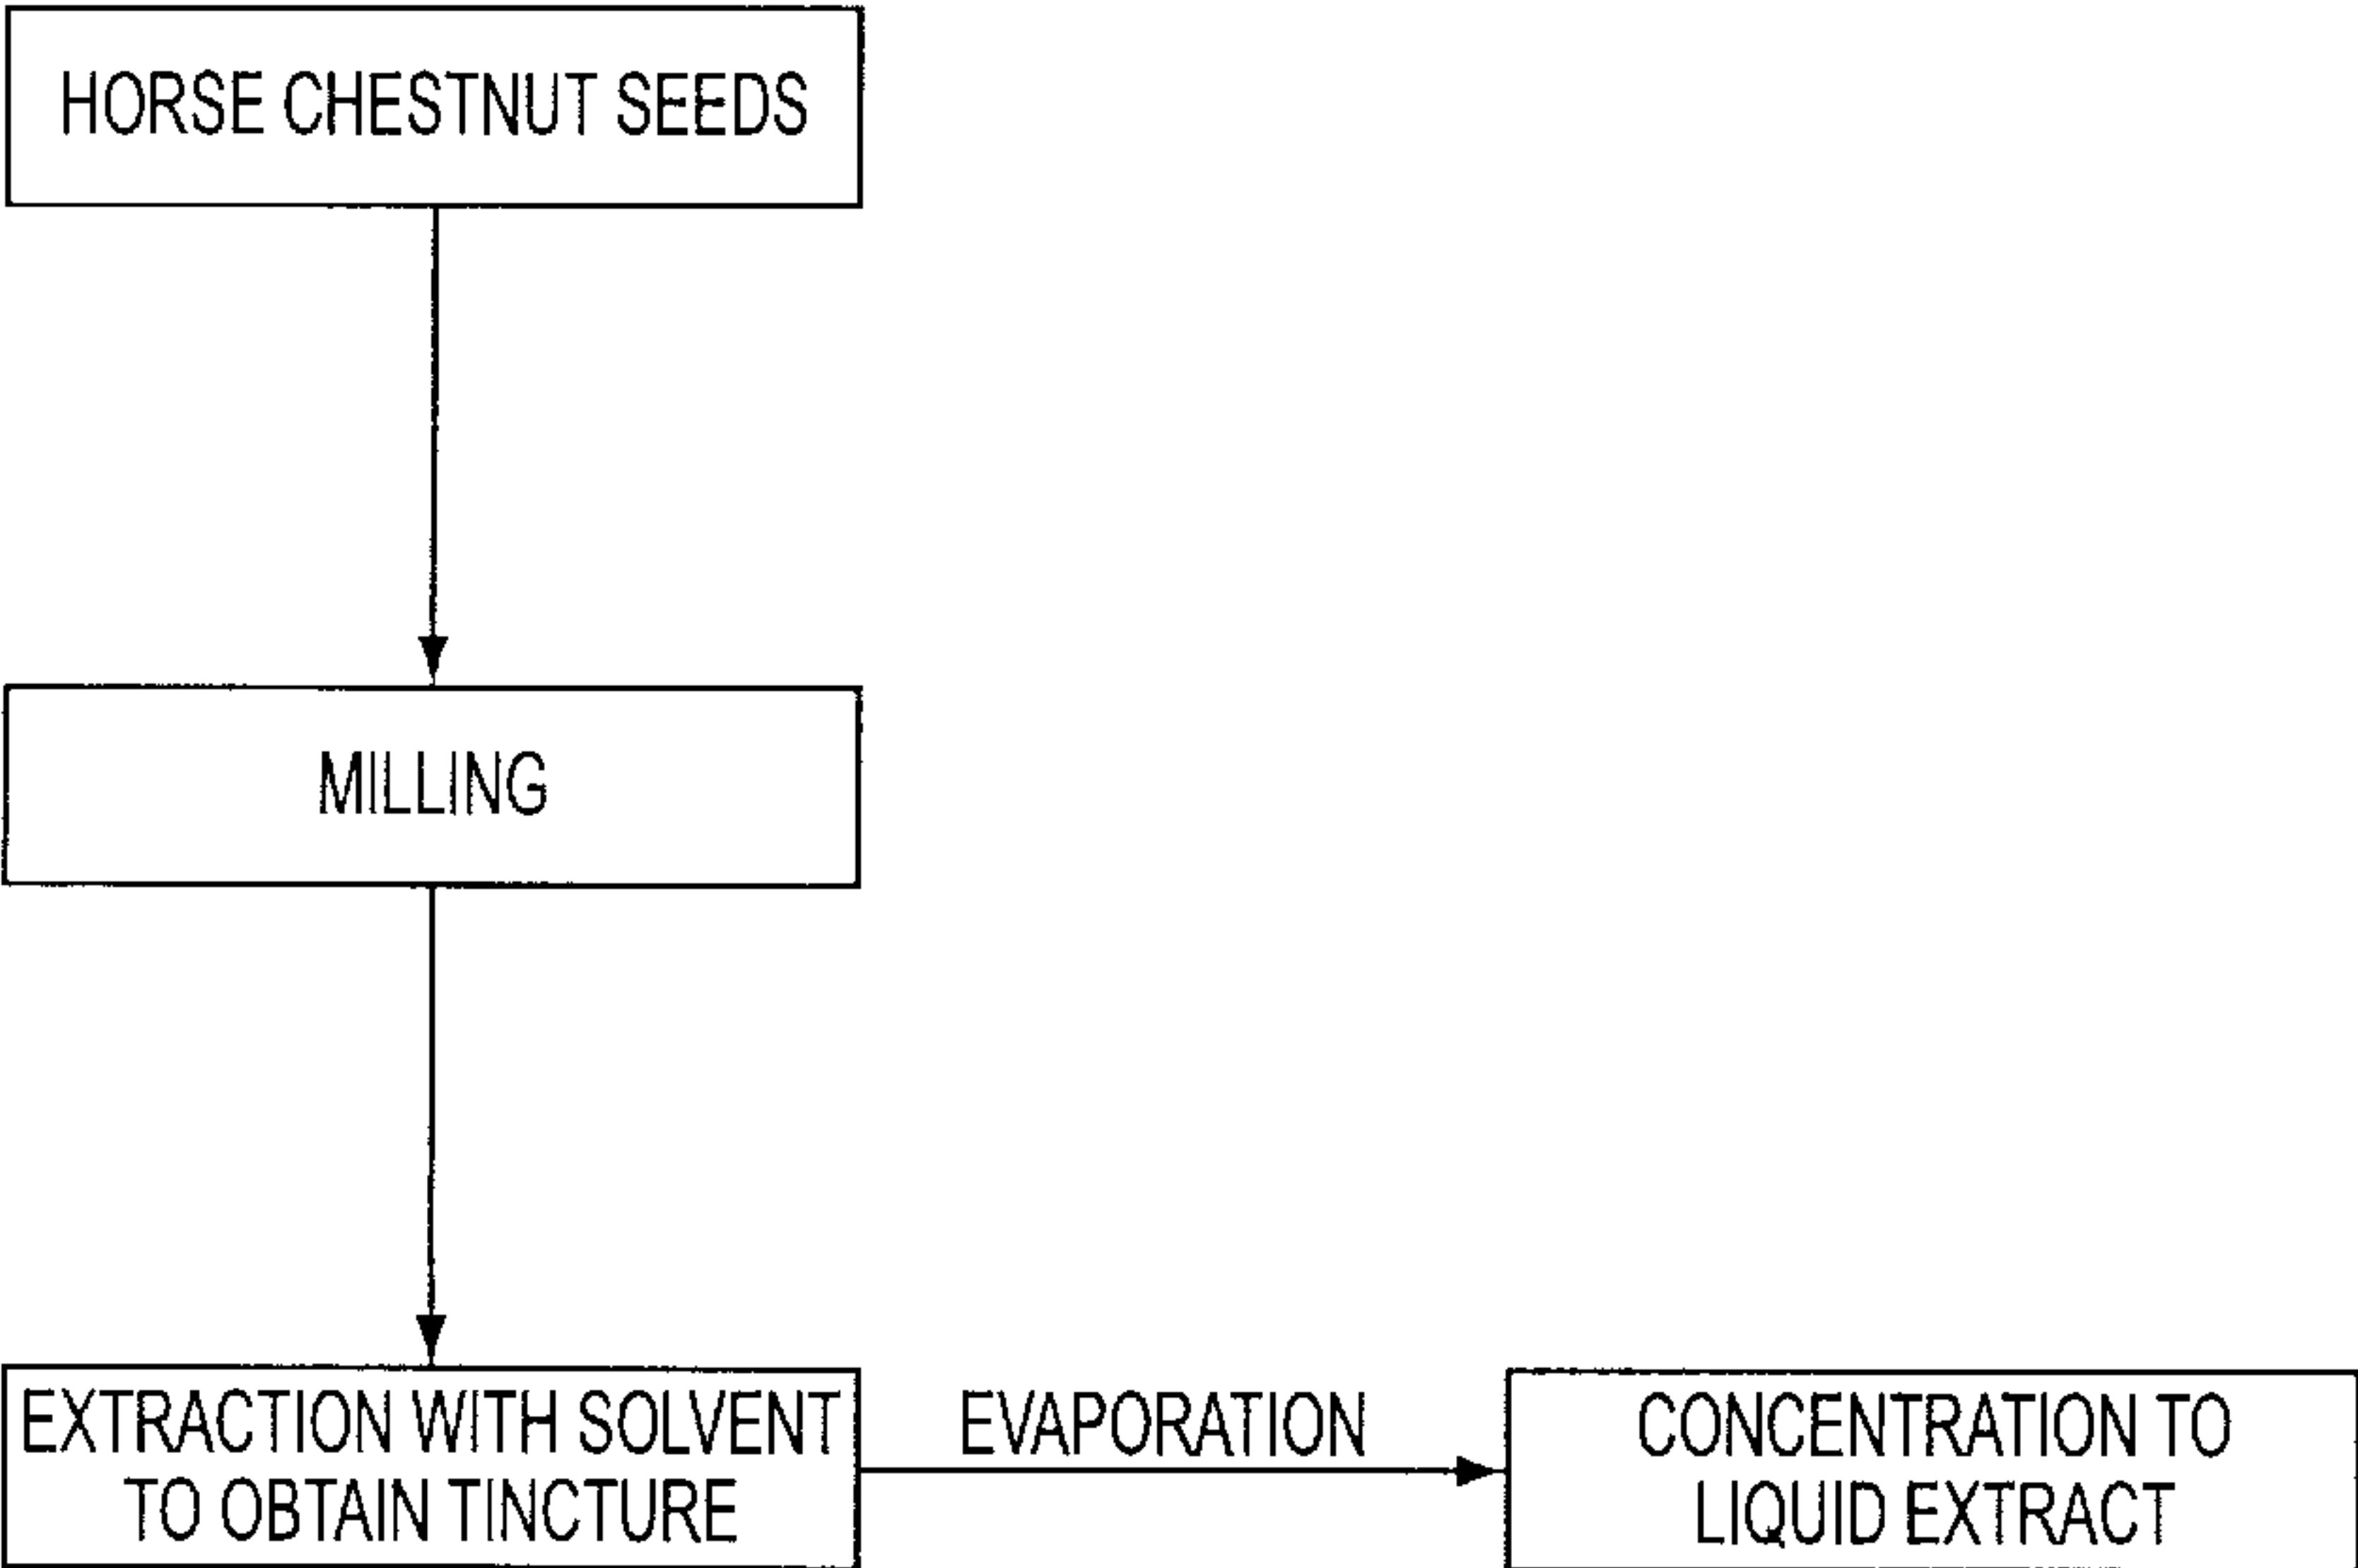 HORSE CHESTNUT SEEDS
MILLING
EXTRACTION WITH SOLVENT
TO OBTAIN TINCTURE
EVAPORATION
CONCENTRATION TO
LIQUID EXTRACT